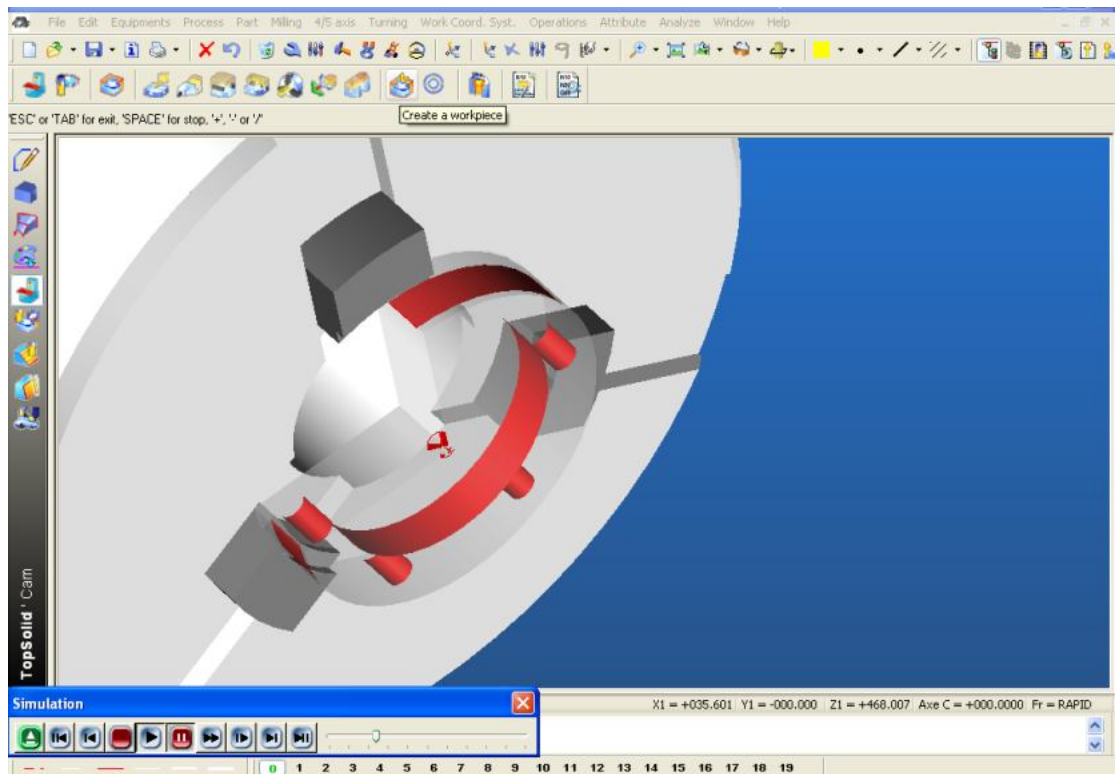 File Edit Equipments Process Part Milling 4/5 axis Turning Work Coord. Syst. Operations Attribute Analyze Window Help
Create a workpiece
'ESC' or 'TAB' for exit, 'SPACE' for stop, '+', '-' or '/'
TopSolid'Cam
Simulation
X1 = +035.601 Y1 = -000.000 Z1 = +468.007 Axe C = +000.0000 Fr = RAPID
0 1 2 3 4 5 6 7 8 9 10 11 12 13 14 15 16 17 18 19